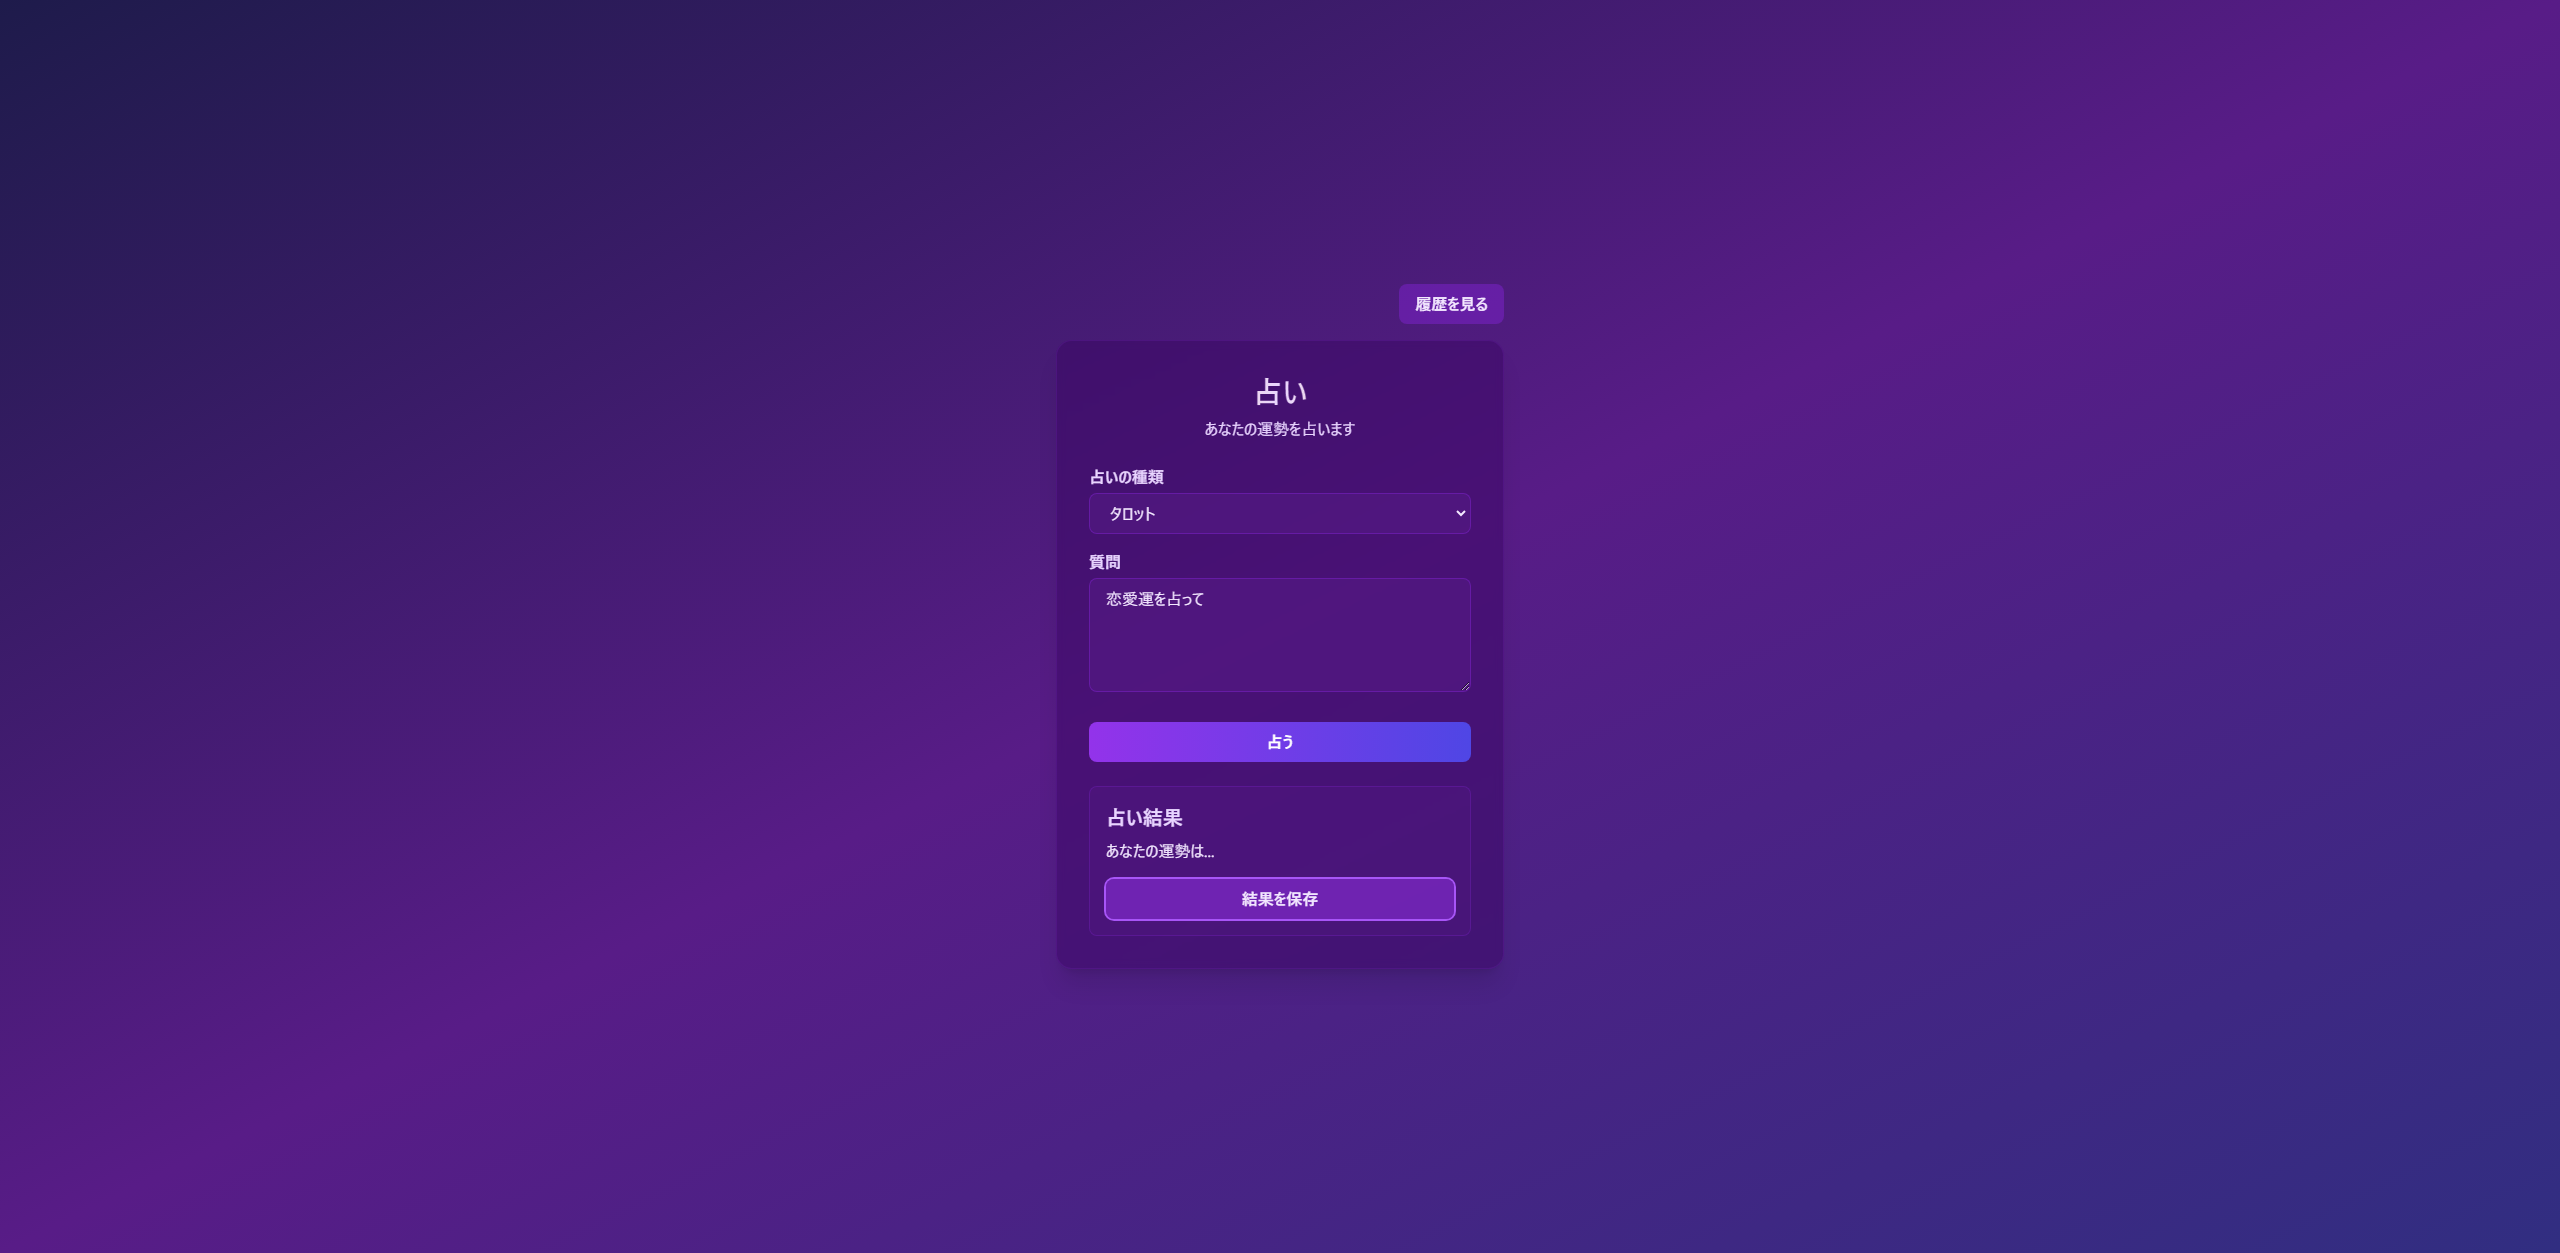 履歴を見る
占い
あなたの運勢を占います
占いの種類
タロット
質問
恋愛運を占って
占う
占い結果
あなたの運勢は...
結果を保存